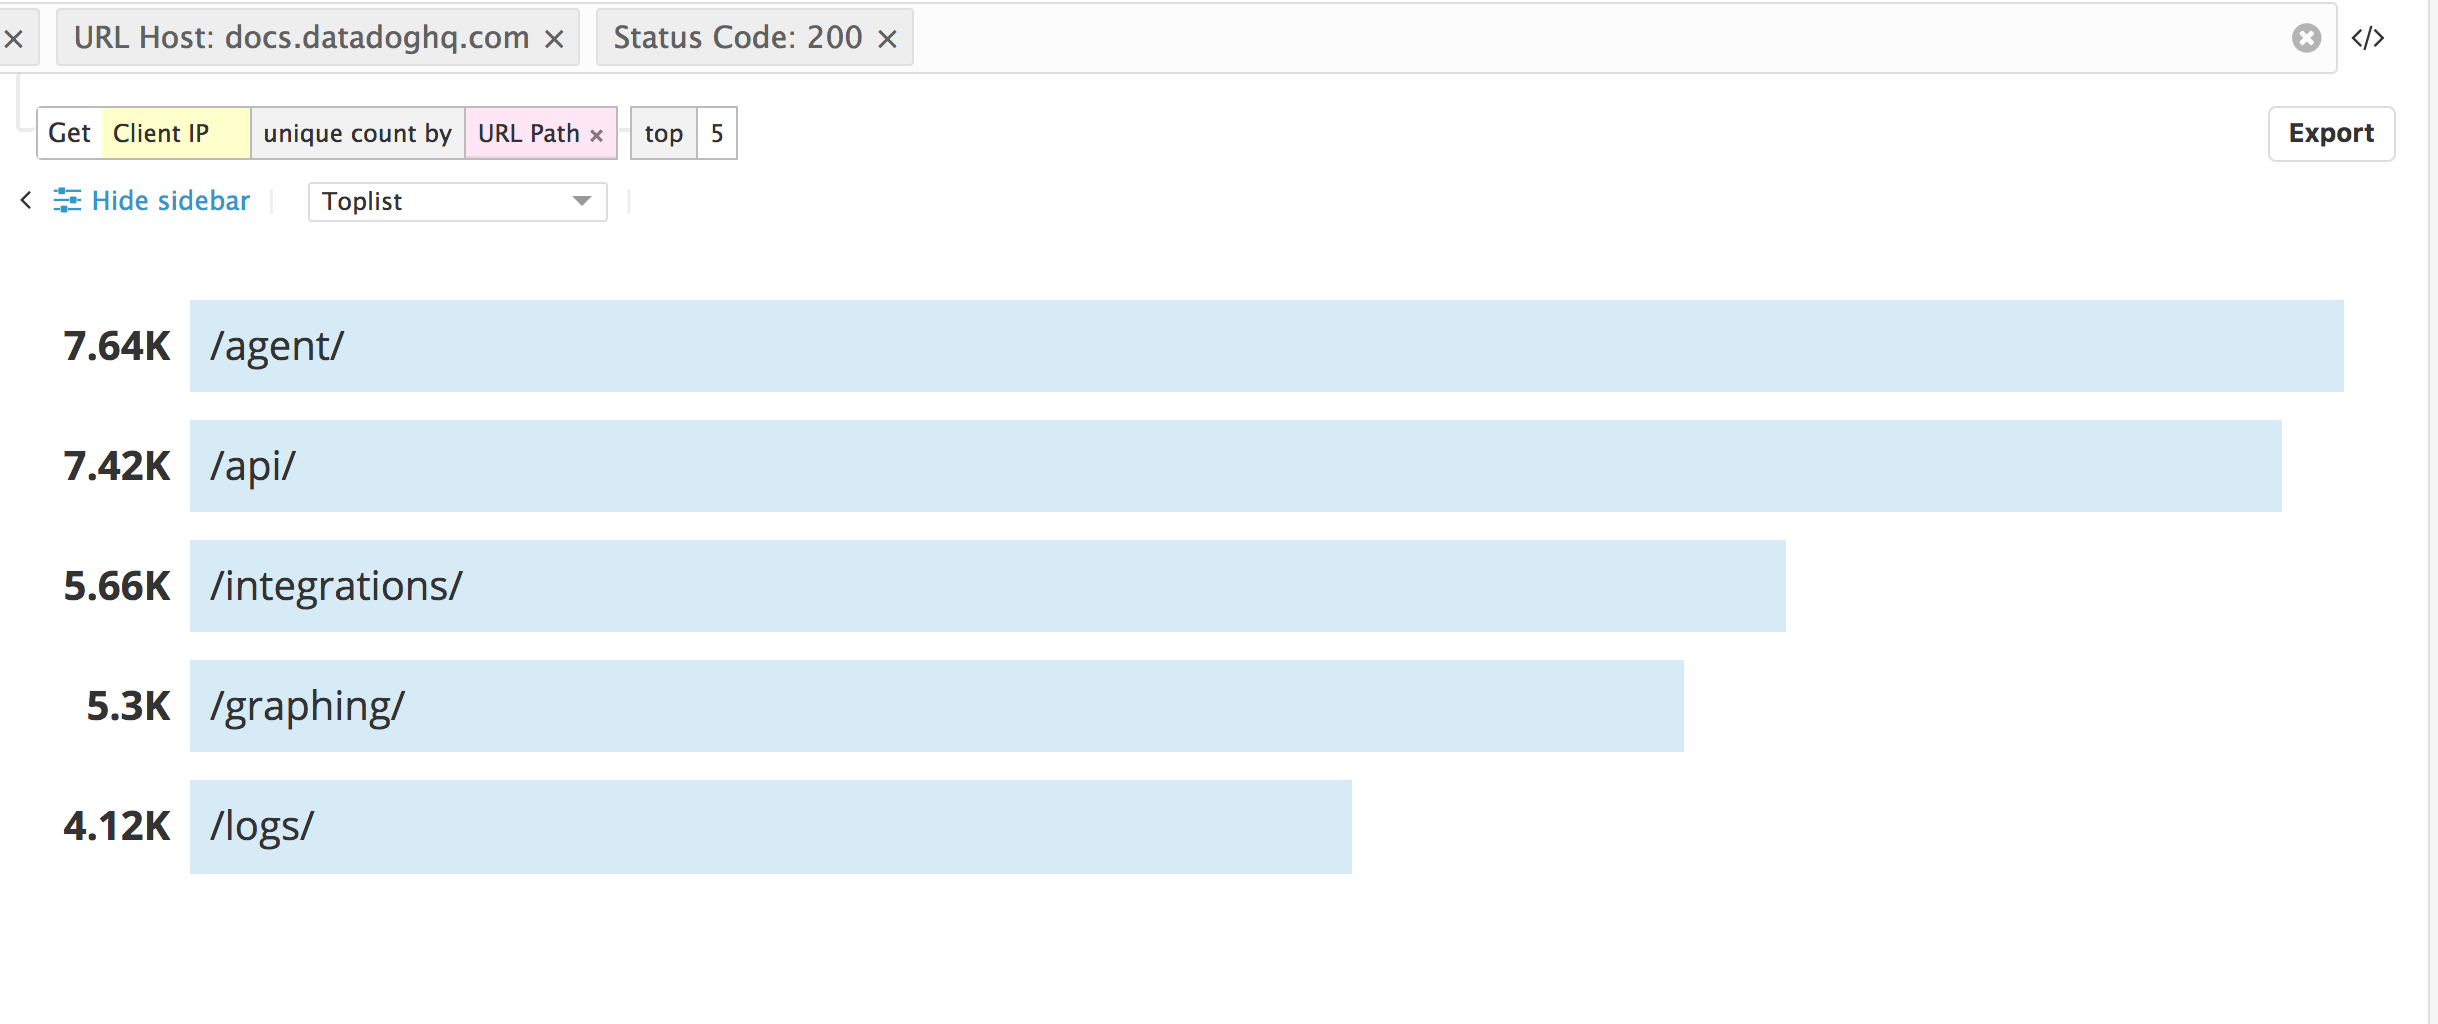 × URL Host: docs.datadoghq.com × Status Code: 200 × </>
Get Client IP unique count by URL Path × top 5 Export
< Hide sidebar Toplist
7.64K /agent/
7.42K /api/
5.66K /integrations/
5.3K /graphing/
4.12K /logs/